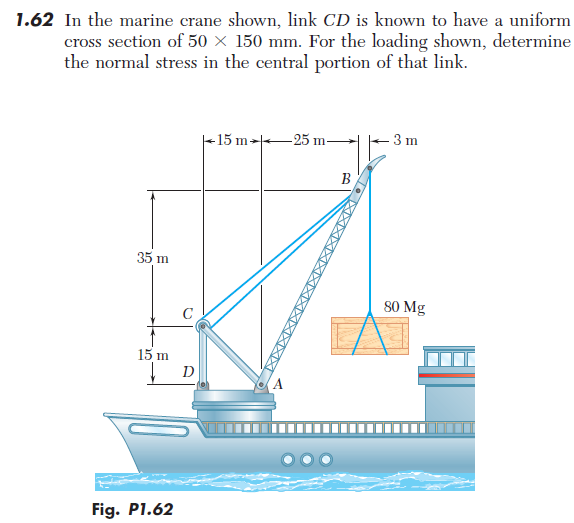 1.62 In the marine crane shown, link CD is known to have a uniform
cross section of 50 × 150 mm. For the loading shown, determine
the normal stress in the central portion of that link.
15 m
25 m
3 m
B
35 m
C
80 Mg
15 m
D
A
Fig. P1.62